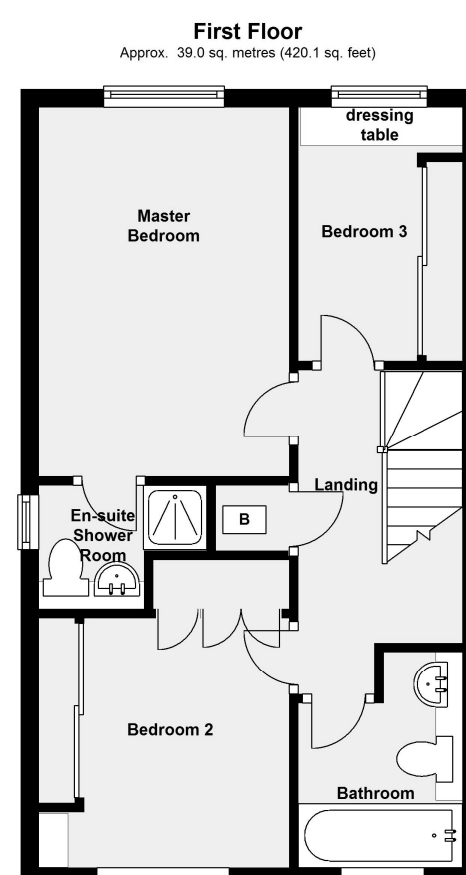 First Floor
Approx. 39.0 sq. metres (420.1 sq. feet)
dressing
table
Master
Bedroom
Bedroom 3
Landing
En-suite
Shower
Room
B
Bedroom 2
Bathroom